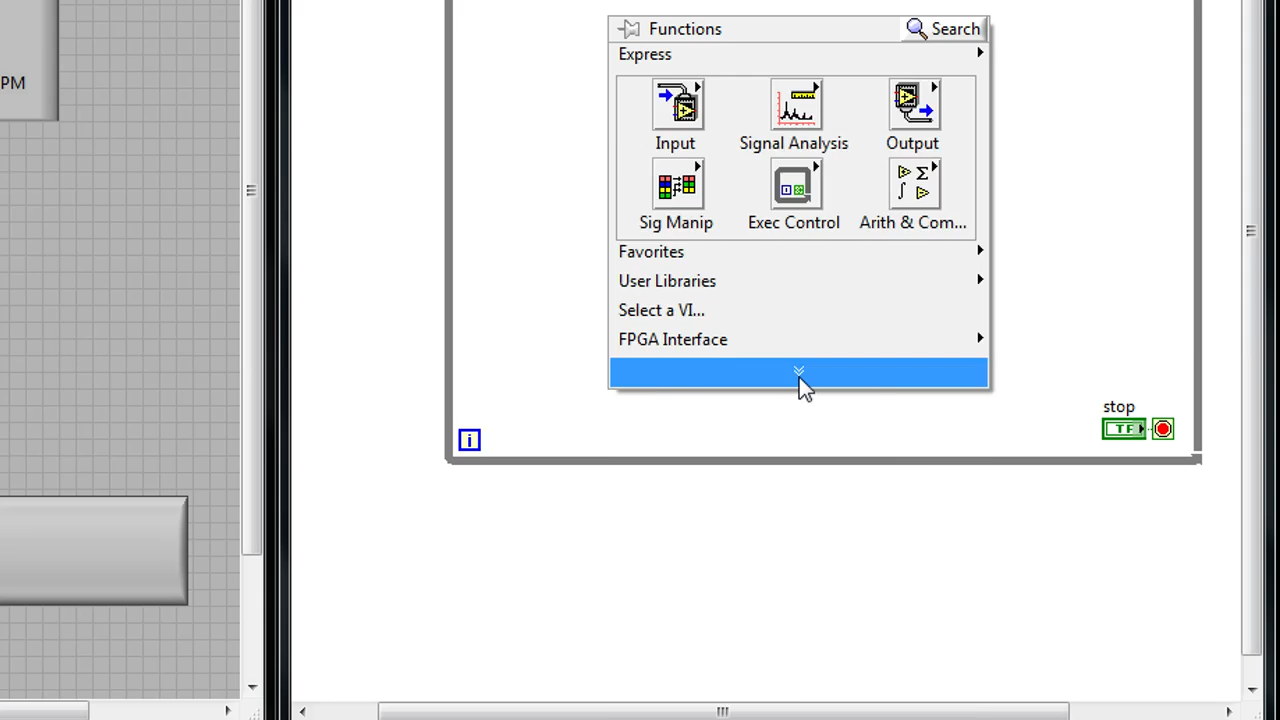 Functions
Search
Express
PM
Input
Signal Analysis
Output
Sig Manip
Exec Control
Arith & Com...
Favorites
User Libraries
Select a VI...
FPGA Interface
stop
TF
i